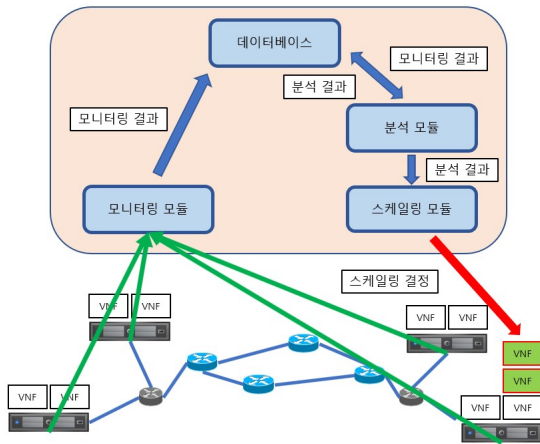 데이터베이스
모니터링 결과
분석 결과
모니터링 결과
분석 모듈
분석 결과
모니터링 모듈
스케일링 모듈
스케일링 결정
VNF VNF
VNF VNF
VNF
VNF
VNF VNF
VNF VNF